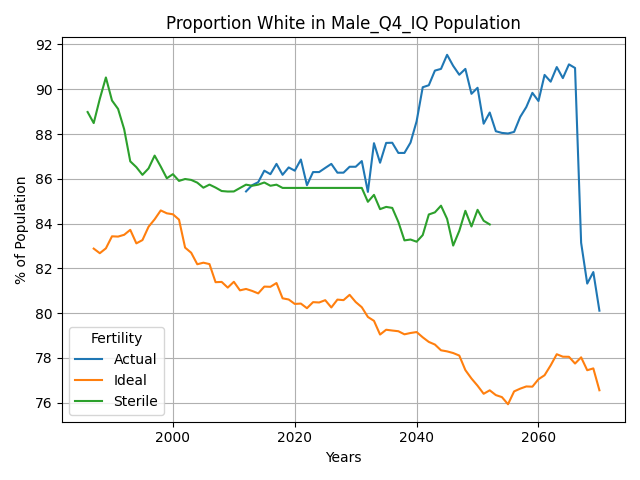 Proportion White in Male_Q4_IQ Population
% of Population
92
90
88
86
84
82
80
78
76
Fertility
Actual
Ideal
Sterile
2000
2020
2040
2060
Years